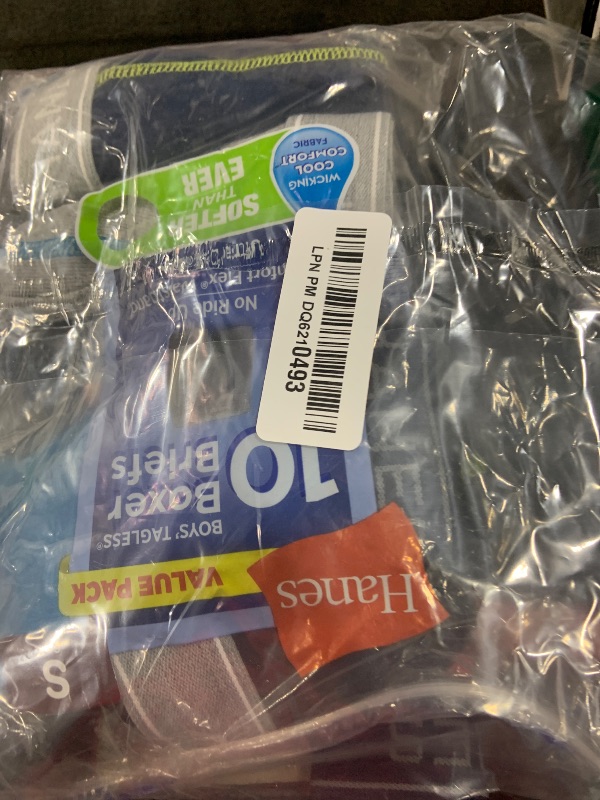 Hanes
VALUE PACK
S
BOYS' TAGLESS®
10 Boxer
Briefs
No Ride Up
Flex®
SOFTER
THAN
EVER
WICKING
COOL
COMFORT
FABRIC
LPN PM DQ6210493